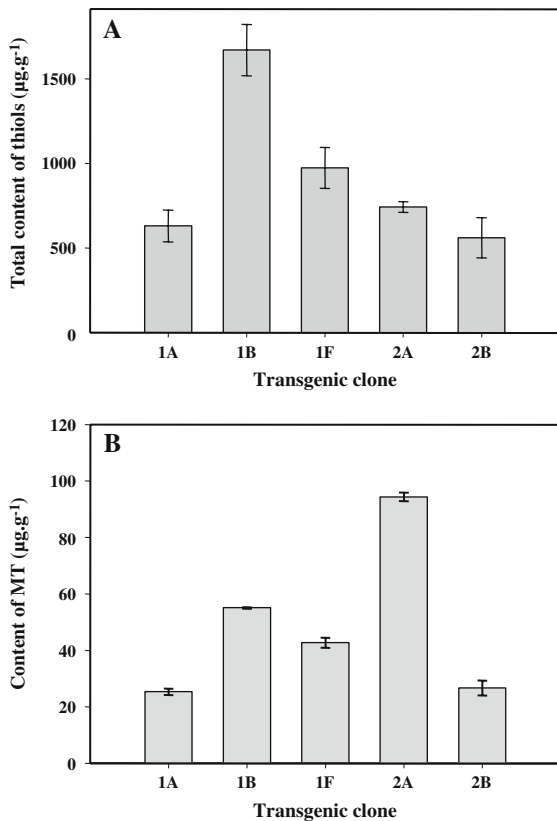 A
Total content of thiols (µg.g-1)
1500
1000
500
0
1A 1B 1F 2A 2B
Transgenic clone
B
Content of MT (µg.g-1)
120
100
80
60
40
20
0
1A 1B 1F 2A 2B
Transgenic clone